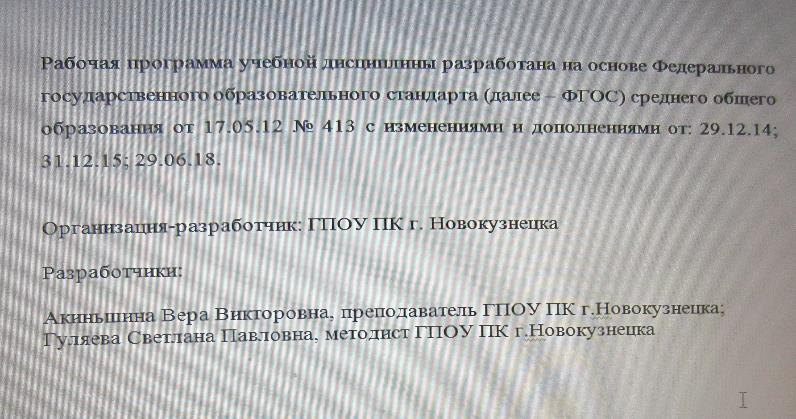 Рабочая программа учебной дисциплины разработана на основе Федерального
государственного образовательного стандарта (далее – ФГОС) среднего общего
образования от 17.05.12 № 413 с изменениями и дополнениями от: 29.12.14;
31.12.15; 29.06.18.
Организация-разработчик: ГПОУ ПК г. Новокузнецка
Разработчики:
Акиньшина Вера Викторовна, преподаватель ГПОУ ПК г.Новокузнецка;
Гуляева Светлана Павловна, методист ГПОУ ПК г.Новокузнецка